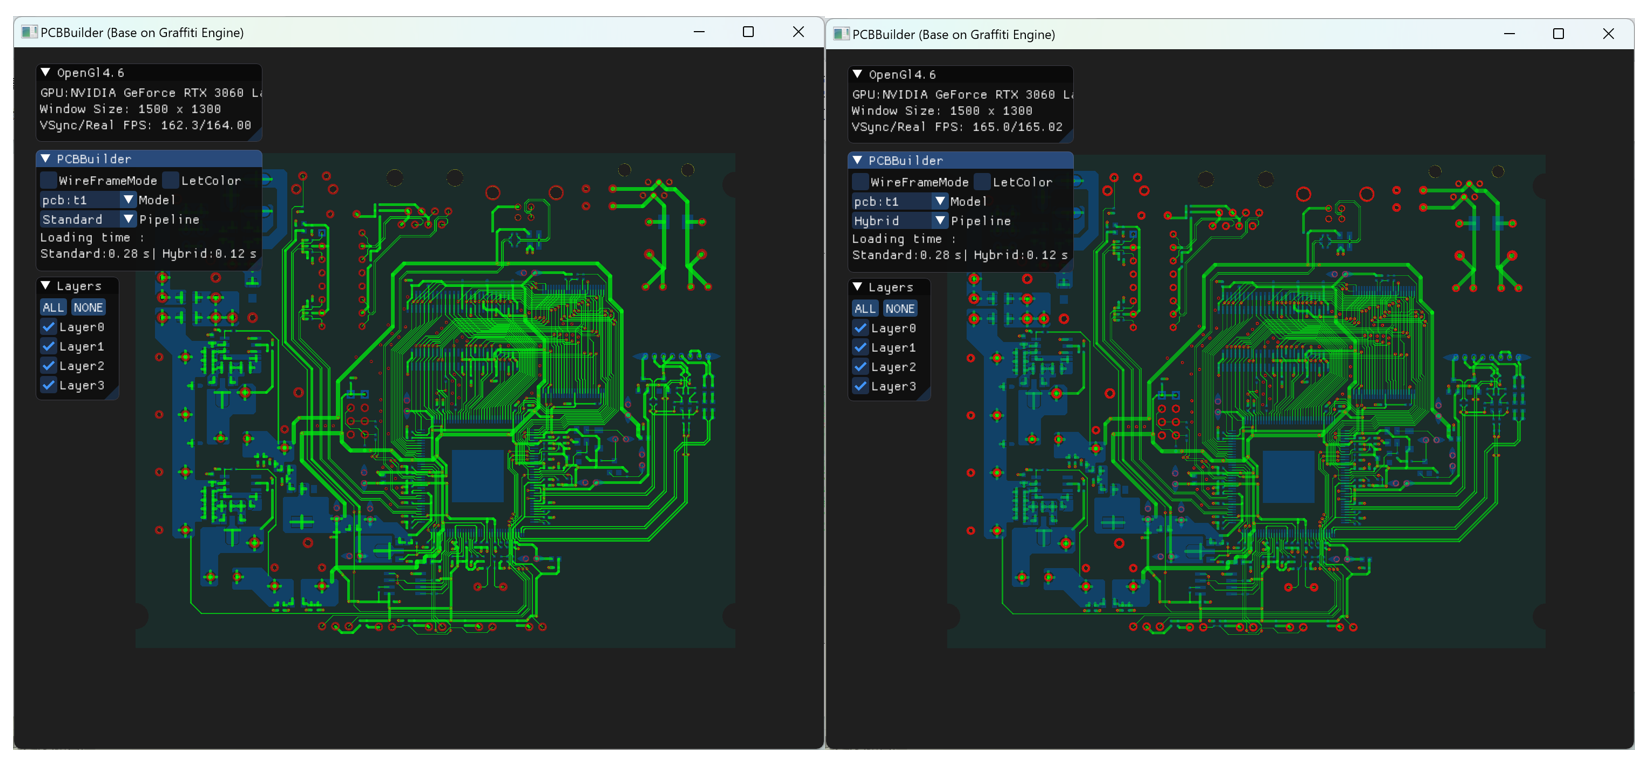 PCBBuilder (Base on Graffiti Engine)
OpenGl4.6
GPU:NVIDIA GeForce RTX 3060 La
Window Size: 1500 x 1300
VSync/Real FPS: 162.3/164.00
PCBBuilder
WireFrameMode LetColor
pcb:t1 Model
Standard Pipeline
Loading time :
Standard:0.28 s| Hybrid:0.12 s
Layers
ALL NONE
Layer0
Layer1
Layer2
Layer3
PCBBuilder (Base on Graffiti Engine)
OpenGl4.6
GPU:NVIDIA GeForce RTX 3060 La
Window Size: 1500 x 1300
VSync/Real FPS: 165.0/165.02
PCBBuilder
WireFrameMode LetColor
pcb:t1 Model
Hybrid Pipeline
Loading time :
Standard:0.28 s| Hybrid:0.12 s
Layers
ALL NONE
Layer0
Layer1
Layer2
Layer3